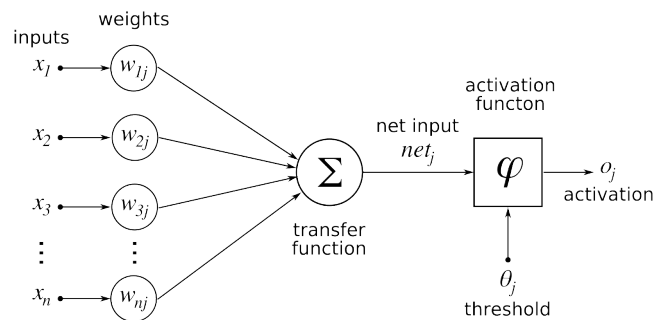 weights
inputs
x1
w1j
x2
w2j
x3
w3j
⋮
⋮
xn
wnj
Σ
transfer
function
net input
netj
activation
functon
φ
oj
activation
θj
threshold